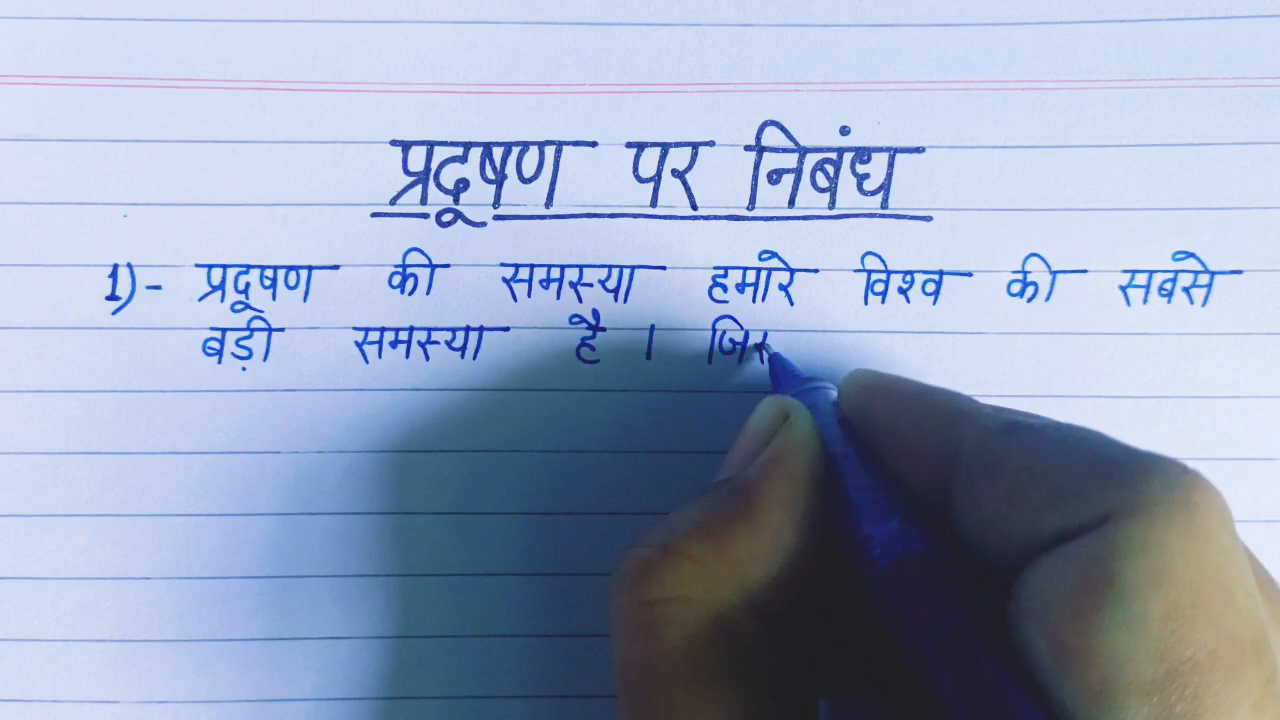 प्रदूषण पर निबंध
1)- प्रदूषण की समस्या हमारे विश्व की सबसे
बड़ी समस्या है ।